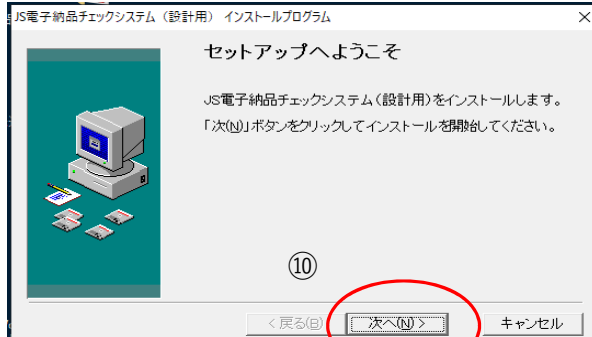 JS電子納品チェックシステム（設計用） インストールプログラム
セットアップへようこそ
JS電子納品チェックシステム（設計用）をインストールします。
「次(N)」ボタンをクリックしてインストールを開始してください。
⑩
< 戻る(B)
次へ(N) >
キャンセル